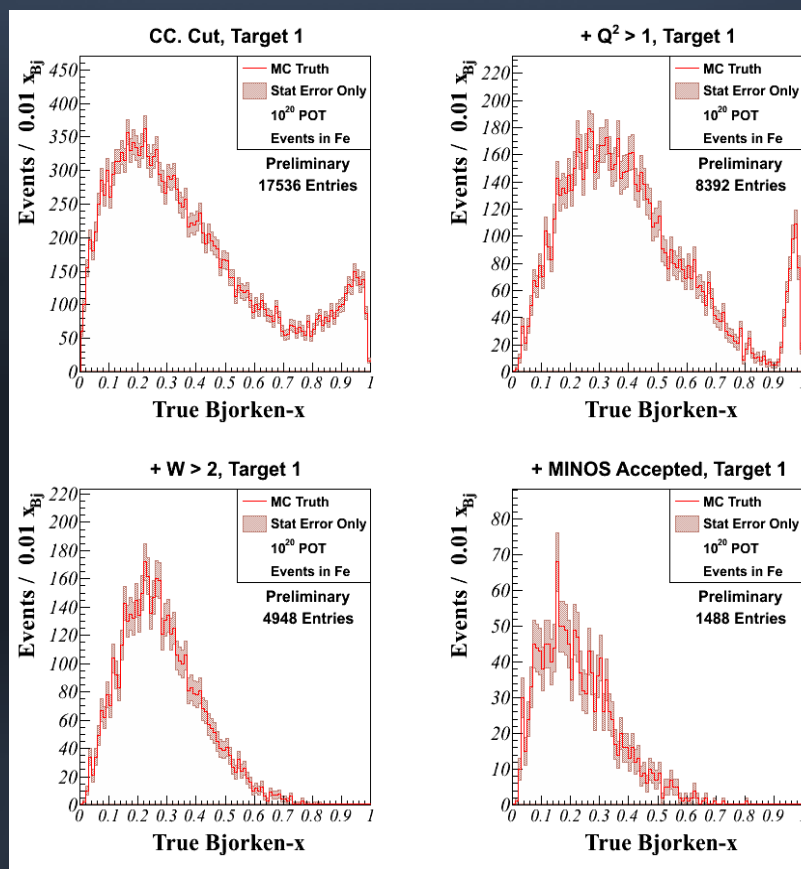 CC. Cut, Target 1
Events / 0.01 xBj
450
400
350
300
250
200
150
100
50
0
MC Truth
Stat Error Only
10^20 POT
Events in Fe
Preliminary
17536 Entries
0 0.1 0.2 0.3 0.4 0.5 0.6 0.7 0.8 0.9 1
True Bjorken-x
+ Q² > 1, Target 1
Events / 0.01 xBj
220
200
180
160
140
120
100
80
60
40
20
0
MC Truth
Stat Error Only
10^20 POT
Events in Fe
Preliminary
8392 Entries
0 0.1 0.2 0.3 0.4 0.5 0.6 0.7 0.8 0.9 1
True Bjorken-x
+ W > 2, Target 1
Events / 0.01 xBj
220
200
180
160
140
120
100
80
60
40
20
0
MC Truth
Stat Error Only
10^20 POT
Events in Fe
Preliminary
4948 Entries
0 0.1 0.2 0.3 0.4 0.5 0.6 0.7 0.8 0.9 1
True Bjorken-x
+ MINOS Accepted, Target 1
Events / 0.01 xBj
80
70
60
50
40
30
20
10
0
MC Truth
Stat Error Only
10^20 POT
Events in Fe
Preliminary
1488 Entries
0 0.1 0.2 0.3 0.4 0.5 0.6 0.7 0.8 0.9 1
True Bjorken-x